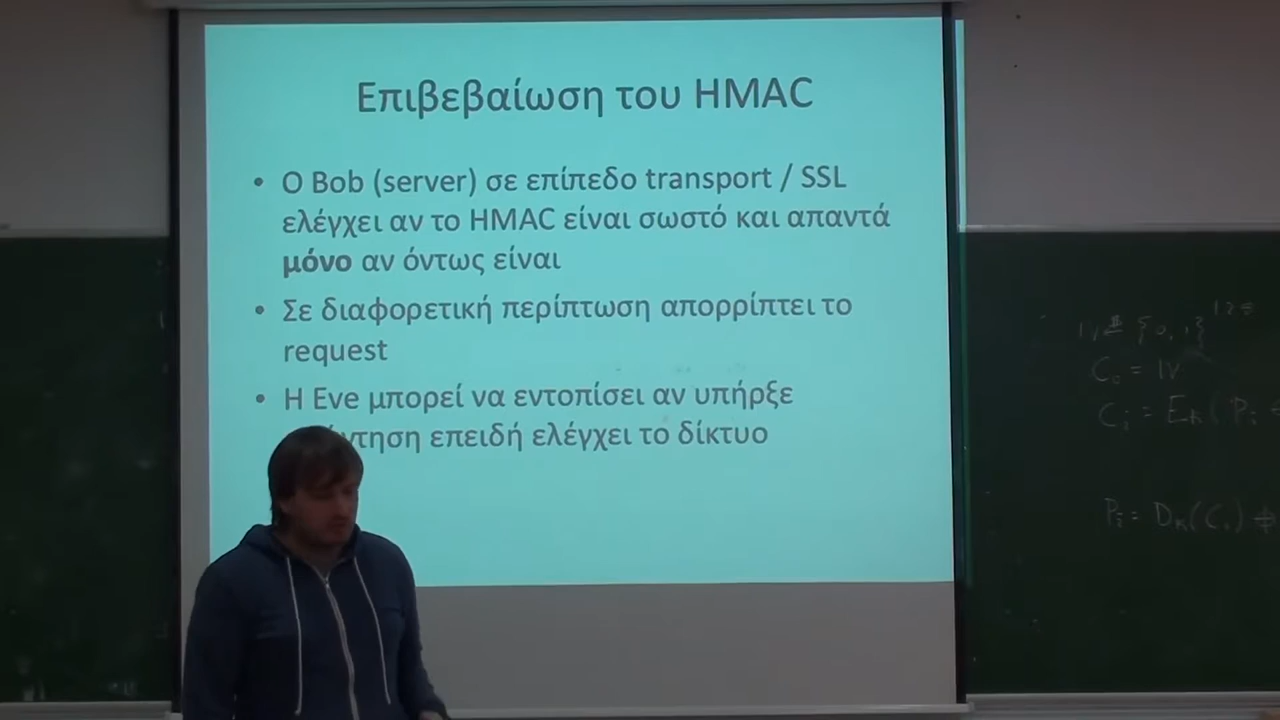 Επιβεβαίωση του HMAC
• Ο Bob (server) σε επίπεδο transport / SSL
ελέγχει αν το HMAC είναι σωστό και απαντά
μόνο αν όντως είναι
• Σε διαφορετική περίπτωση απορρίπτει το
request
• Η Eve μπορεί να εντοπίσει αν υπήρξε
επειδή ελέγχει το δίκτυο
C₀ = IV